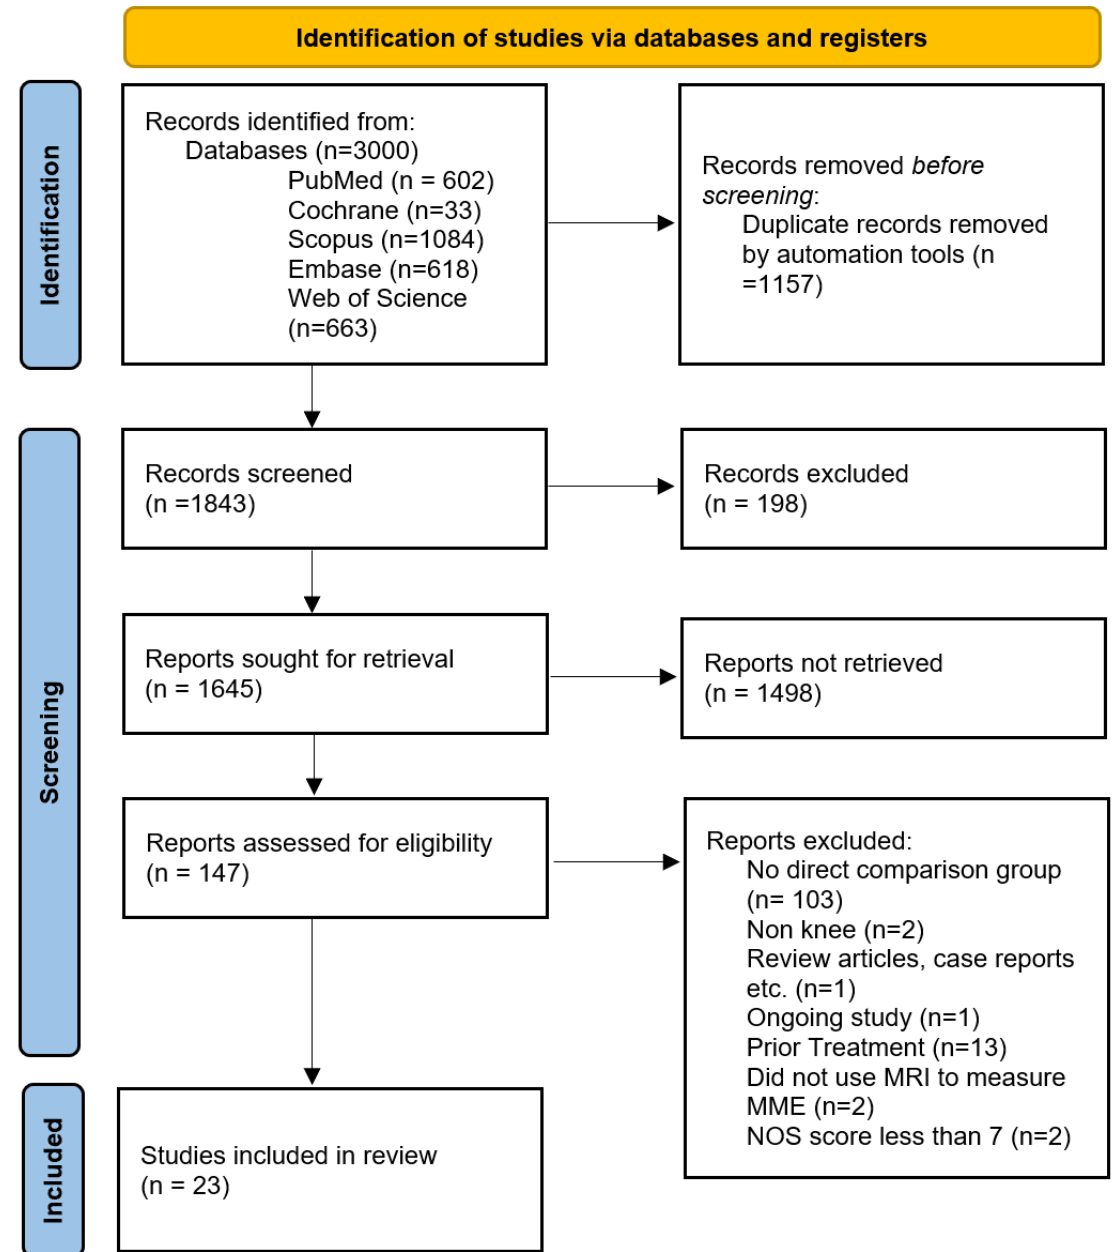 Identification of studies via databases and registers
Identification
Records identified from:
Databases (n=3000)
PubMed (n = 602)
Cochrane (n=33)
Scopus (n=1084)
Embase (n=618)
Web of Science
(n=663)
Records removed before
screening:
Duplicate records removed
by automation tools (n
=1157)
Screening
Records screened
(n =1843)
Records excluded
(n = 198)
Reports sought for retrieval
(n = 1645)
Reports not retrieved
(n = 1498)
Reports assessed for eligibility
(n = 147)
Reports excluded:
No direct comparison group
(n= 103)
Non knee (n=2)
Review articles, case reports
etc. (n=1)
Ongoing study (n=1)
Prior Treatment (n=13)
Did not use MRI to measure
MME (n=2)
NOS score less than 7 (n=2)
Included
Studies included in review
(n = 23)